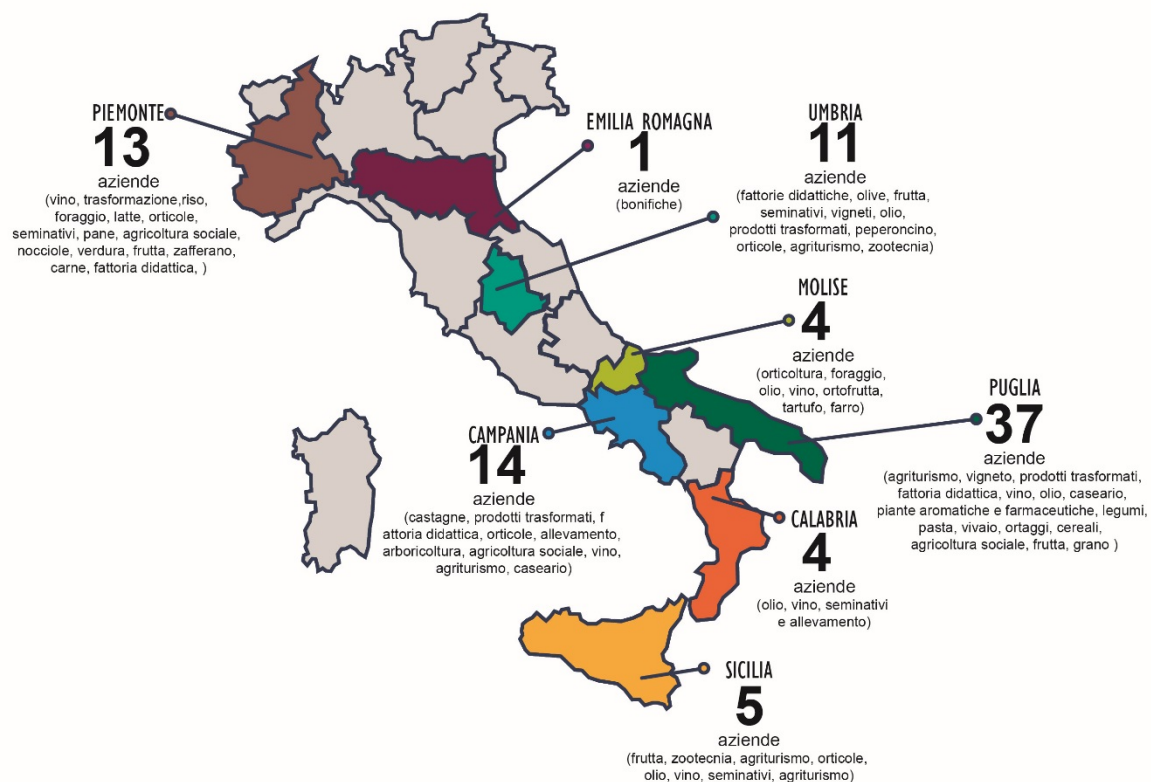 PIEMONTE
13
aziende
(vino, trasformazione,riso,
foraggio, latte, orticole,
seminativi, pane, agricoltura sociale,
nocciole, verdura, frutta, zafferano,
carne, fattoria didattica, )
EMILIA ROMAGNA
1
aziende
(bonifiche)
UMBRIA
11
aziende
(fattorie didattiche, olive, frutta,
seminativi, vigneti, olio,
prodotti trasformati, peperoncino,
orticole, agriturismo, zootecnia)
MOLISE
4
aziende
(orticoltura, foraggio,
olio, vino, ortofrutta,
tartufo, farro)
PUGLIA
37
aziende
(agriturismo, vigneto, prodotti trasformati,
fattoria didattica, vino, olio, caseario,
piante aromatiche e farmaceutiche, legumi,
pasta, vivaio, ortaggi, cereali,
agricoltura sociale, frutta, grano )
CAMPANIA
14
aziende
(castagne, prodotti trasformati, f
attoria didattica, orticole, allevamento,
arboricoltura, agricoltura sociale, vino,
agriturismo, caseario)
CALABRIA
4
aziende
(olio, vino, seminativi
e allevamento)
SICILIA
5
aziende
(frutta, zootecnia, agriturismo, orticole,
olio, vino, seminativi, agriturismo)